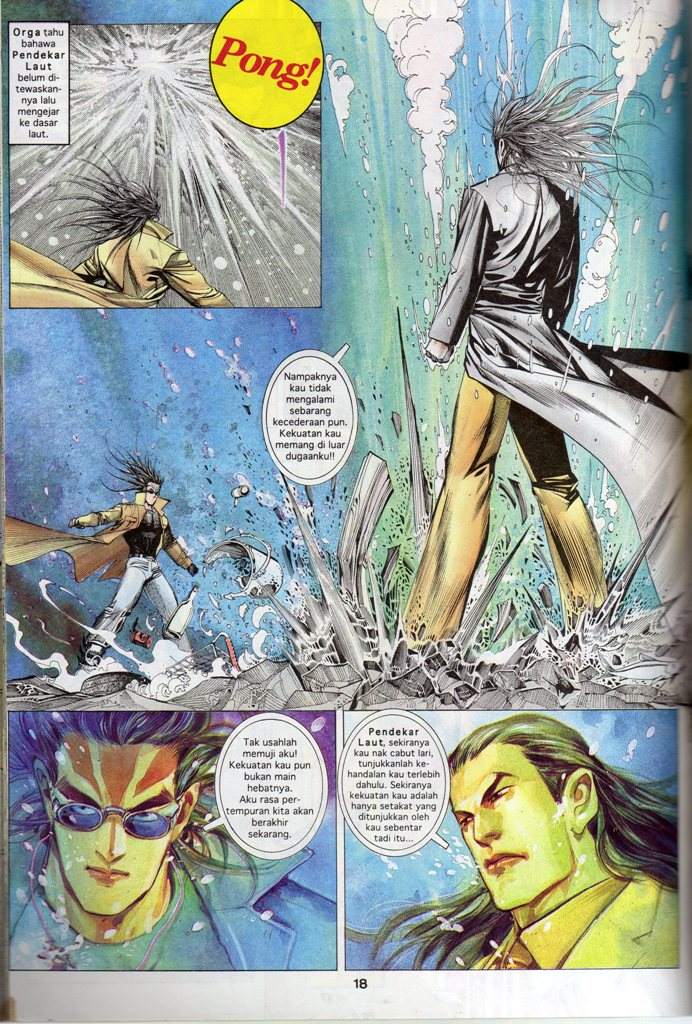 Orga tahu
bahawa
Pendekar
Laut
belum di-
tewaskan-
nya lalu
mengejar
ke dasar
laut.
Pong!
Nampaknya
kau tidak
mengalami
sebarang
kecederaan pun.
Kekuatan kau
memang di luar
dugaanku!!
Tak usahlah
memuji aku!
Kekuatan kau pun
bukan main
hebatnya.
Aku rasa per-
tempuran kita akan
berakhir
sekarang.
Pendekar
Laut, sekiranya
kau nak cabut lari,
tunjukkanlah ke-
handalan kau terlebih
dahulu. Sekiranya
kekuatan kau adalah
hanya setakat yang
ditunjukkan oleh
kau sebentar
tadi itu...
18